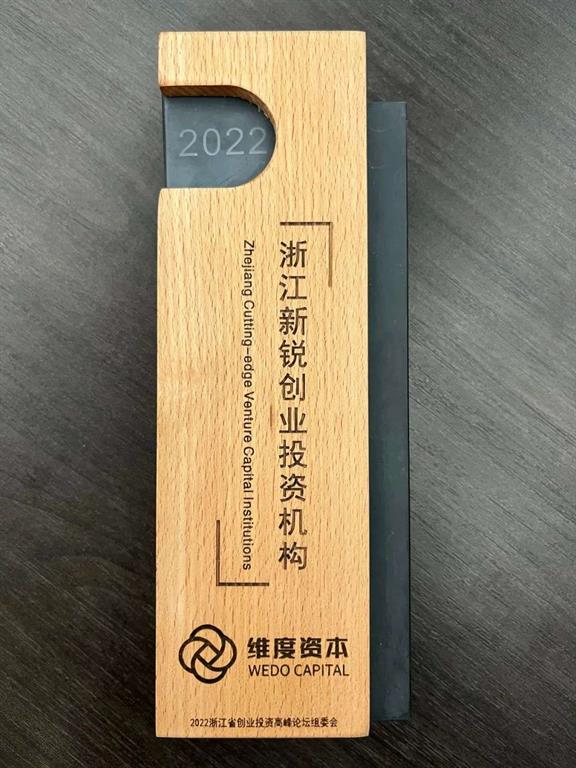 2022
浙江新锐创业投资机构
Zhejiang Cutting-edge Venture Capital Institutions
维度资本
WEDO CAPITAL
2022浙江省创业投资高峰论坛组委会